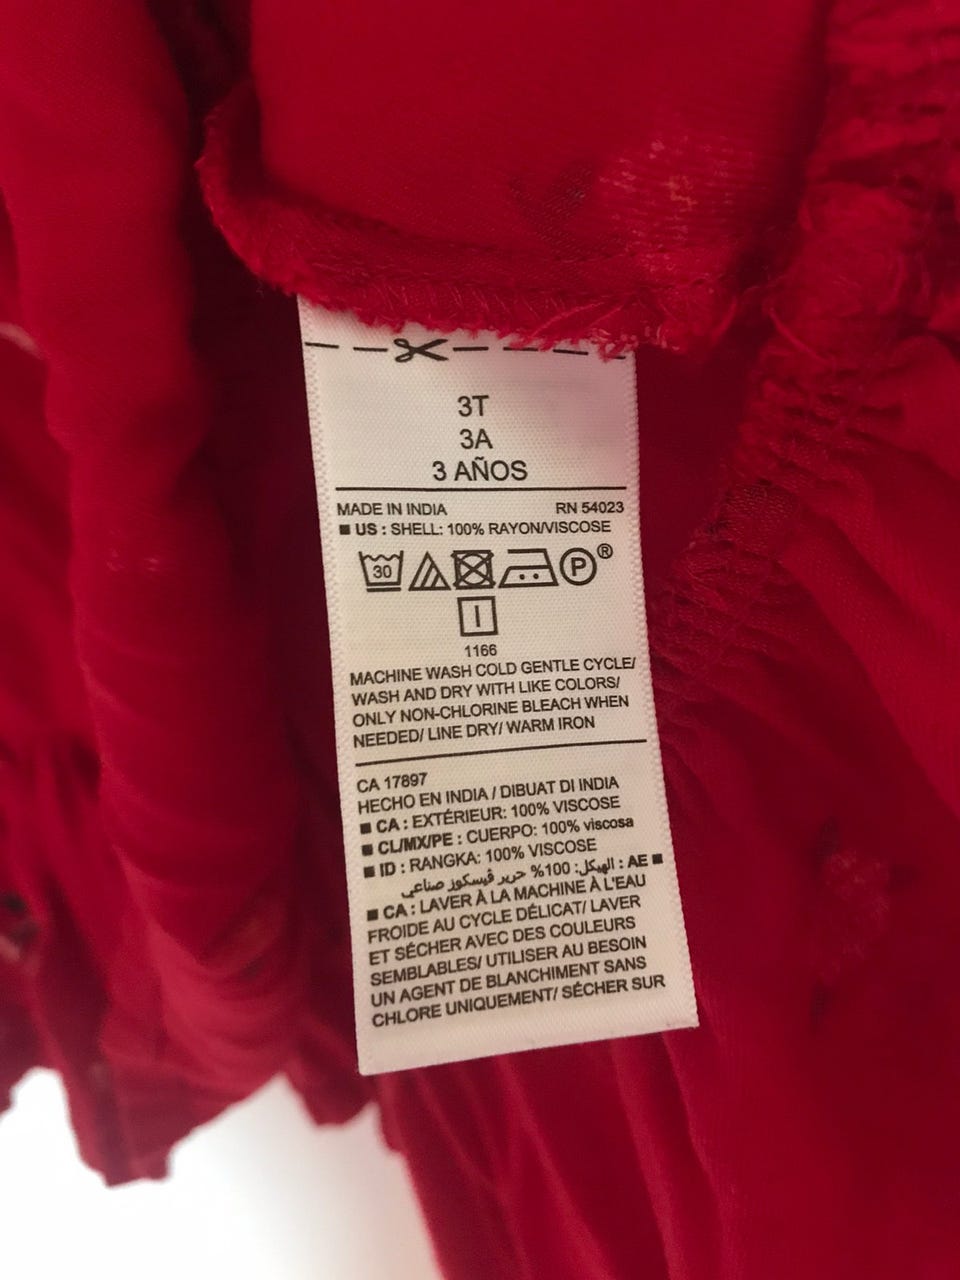 3T
3A
3 AÑOS
MADE IN INDIA RN 54023
■ US : SHELL: 100% RAYON/VISCOSE
30 P ®
1166
MACHINE WASH COLD GENTLE CYCLE/
WASH AND DRY WITH LIKE COLORS/
ONLY NON-CHLORINE BLEACH WHEN
NEEDED/ LINE DRY/ WARM IRON
CA 17897
HECHO EN INDIA / DIBUAT DI INDIA
■ CA : EXTÉRIEUR: 100% VISCOSE
■ CL/MX/PE : CUERPO: 100% viscosa
■ ID : RANGKA: 100% VISCOSE
■ AE : الهيكل: 100% حرير ڤيسكوز صناعي
■ CA : LAVER À LA MACHINE À L'EAU
FROIDE AU CYCLE DÉLICAT/ LAVER
ET SÉCHER AVEC DES COULEURS
SEMBLABLES/ UTILISER AU BESOIN
UN AGENT DE BLANCHIMENT SANS
CHLORE UNIQUEMENT/ SÉCHER SUR